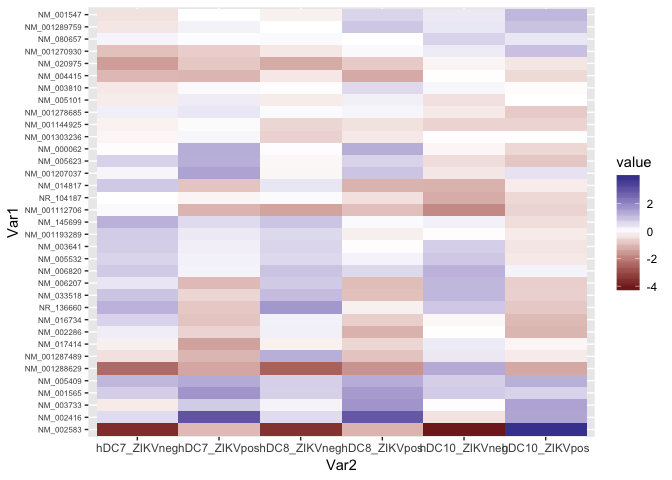 NM_001547
NM_001289759
NM_080657
NM_001270930
NM_020975
NM_004415
NM_003810
NM_005101
NM_001278685
NM_001144925
NM_001303236
NM_000062
NM_005623
NM_001207037
NM_014817
NR_104187
NM_001112706
NM_145699
NM_001193289
NM_003641
NM_005532
NM_006820
NM_006207
NM_033518
NR_136660
NM_016734
NM_002286
NM_017414
NM_001287489
NM_001288629
NM_005409
NM_001565
NM_003733
NM_002416
NM_002583
Var1
hDC7_ZIKVneg hDC7_ZIKVpos hDC8_ZIKVneg hDC8_ZIKVpos hDC10_ZIKVneg hDC10_ZIKVpos
Var2
value
2
0
-2
-4